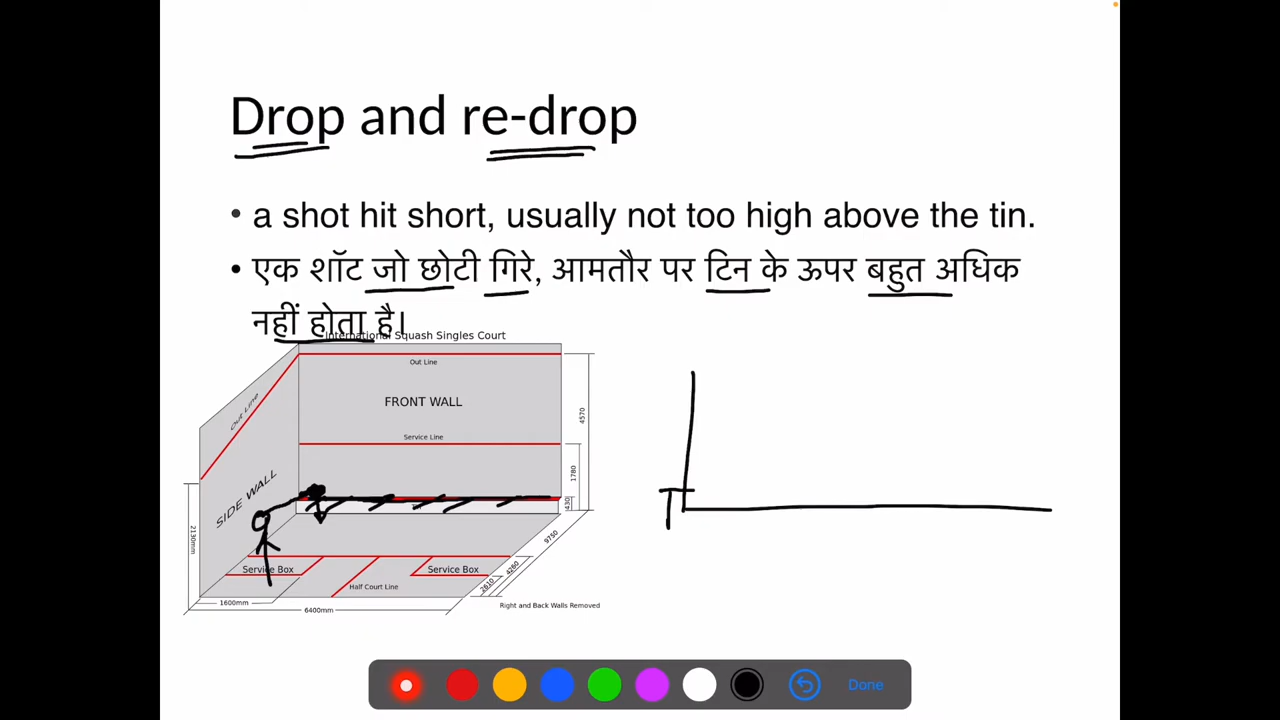 Drop and re-drop
• a shot hit short, usually not too high above the tin.
• एक शॉट जो छोटी गिरे, आमतौर पर टिन के ऊपर बहुत अधिक
नहीं होता है।
International Squash Singles Court
Out Line
Out Line
FRONT WALL
4570
Service Line
1780
SIDE WALL
430
2130mm
9750
Service Box
Service Box
4260
Half Court Line
2610
1600mm
6400mm
Right and Back Walls Removed
T
Done